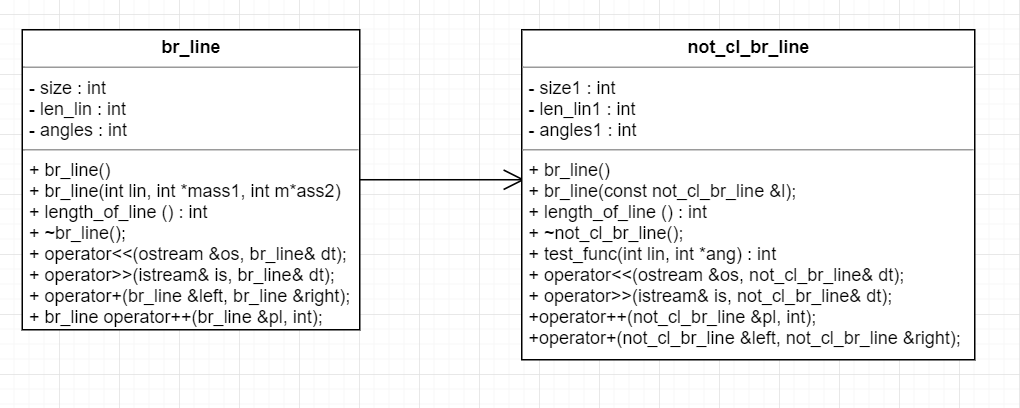 br_line
- size : int
- len_lin : int
- angles : int
+ br_line()
+ br_line(int lin, int *mass1, int m*ass2)
+ length_of_line () : int
+ ~br_line();
+ operator<<(ostream &os, br_line& dt);
+ operator>>(istream& is, br_line& dt);
+ operator+(br_line &left, br_line &right);
+ br_line operator++(br_line &pl, int);
not_cl_br_line
- size1 : int
- len_lin1 : int
- angles1 : int
+ br_line()
+ br_line(const not_cl_br_line &l);
+ length_of_line () : int
+ ~not_cl_br_line();
+ test_func(int lin, int *ang) : int
+ operator<<(ostream &os, not_cl_br_line& dt);
+ operator>>(istream& is, not_cl_br_line& dt);
+operator++(not_cl_br_line &pl, int);
+operator+(not_cl_br_line &left, not_cl_br_line &right);